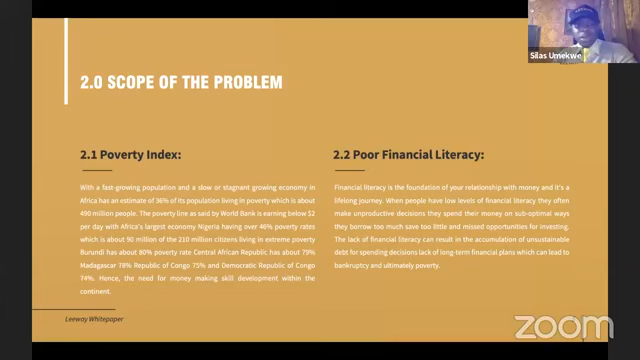 Silas Umekwe
2.0 SCOPE OF THE PROBLEM
2.1 Poverty Index:
With a fast-growing population and a slow or stagnant growing economy in
Africa has an estimate of 36% of its population living in poverty which is about
490 million people. The poverty line as said by World Bank is earning below $2
per day with Africa's largest economy Nigeria having over 46% poverty rates
which is about 90 million of the 210 million citizens living in extreme poverty
Burundi has about 80% poverty rate Central African Republic has about 79%
Madagascar 78% Republic of Congo 75% and Democratic Republic of Congo
74%. Hence, the need for money making skill development within the
continent.
2.2 Poor Financial Literacy:
Financial literacy is the foundation of your relationship with money and it's a
lifelong journey. When people have low levels of financial literacy they often
make unproductive decisions they spend their money on sub-optimal ways
they borrow too much save too little and missed opportunities for investing.
The lack of financial literacy can result in the accumulation of unsustainable
debt for spending decisions lack of long-term financial plans which can lead to
bankruptcy and ultimately poverty.
Leeway Whitepaper
zoom